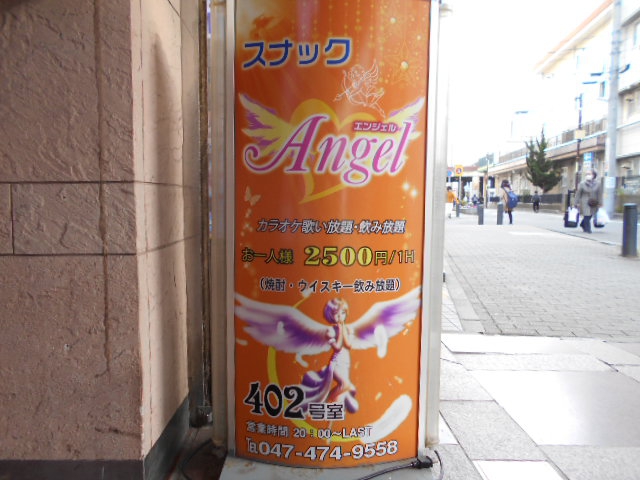 スナック
エンジェル
Angel
カラオケ歌い放題・飲み放題
お一人様 2500円/1H
(焼酎・ウイスキー飲み放題)
402号室
営業時間 20:00~LAST
TEL 047-474-9558